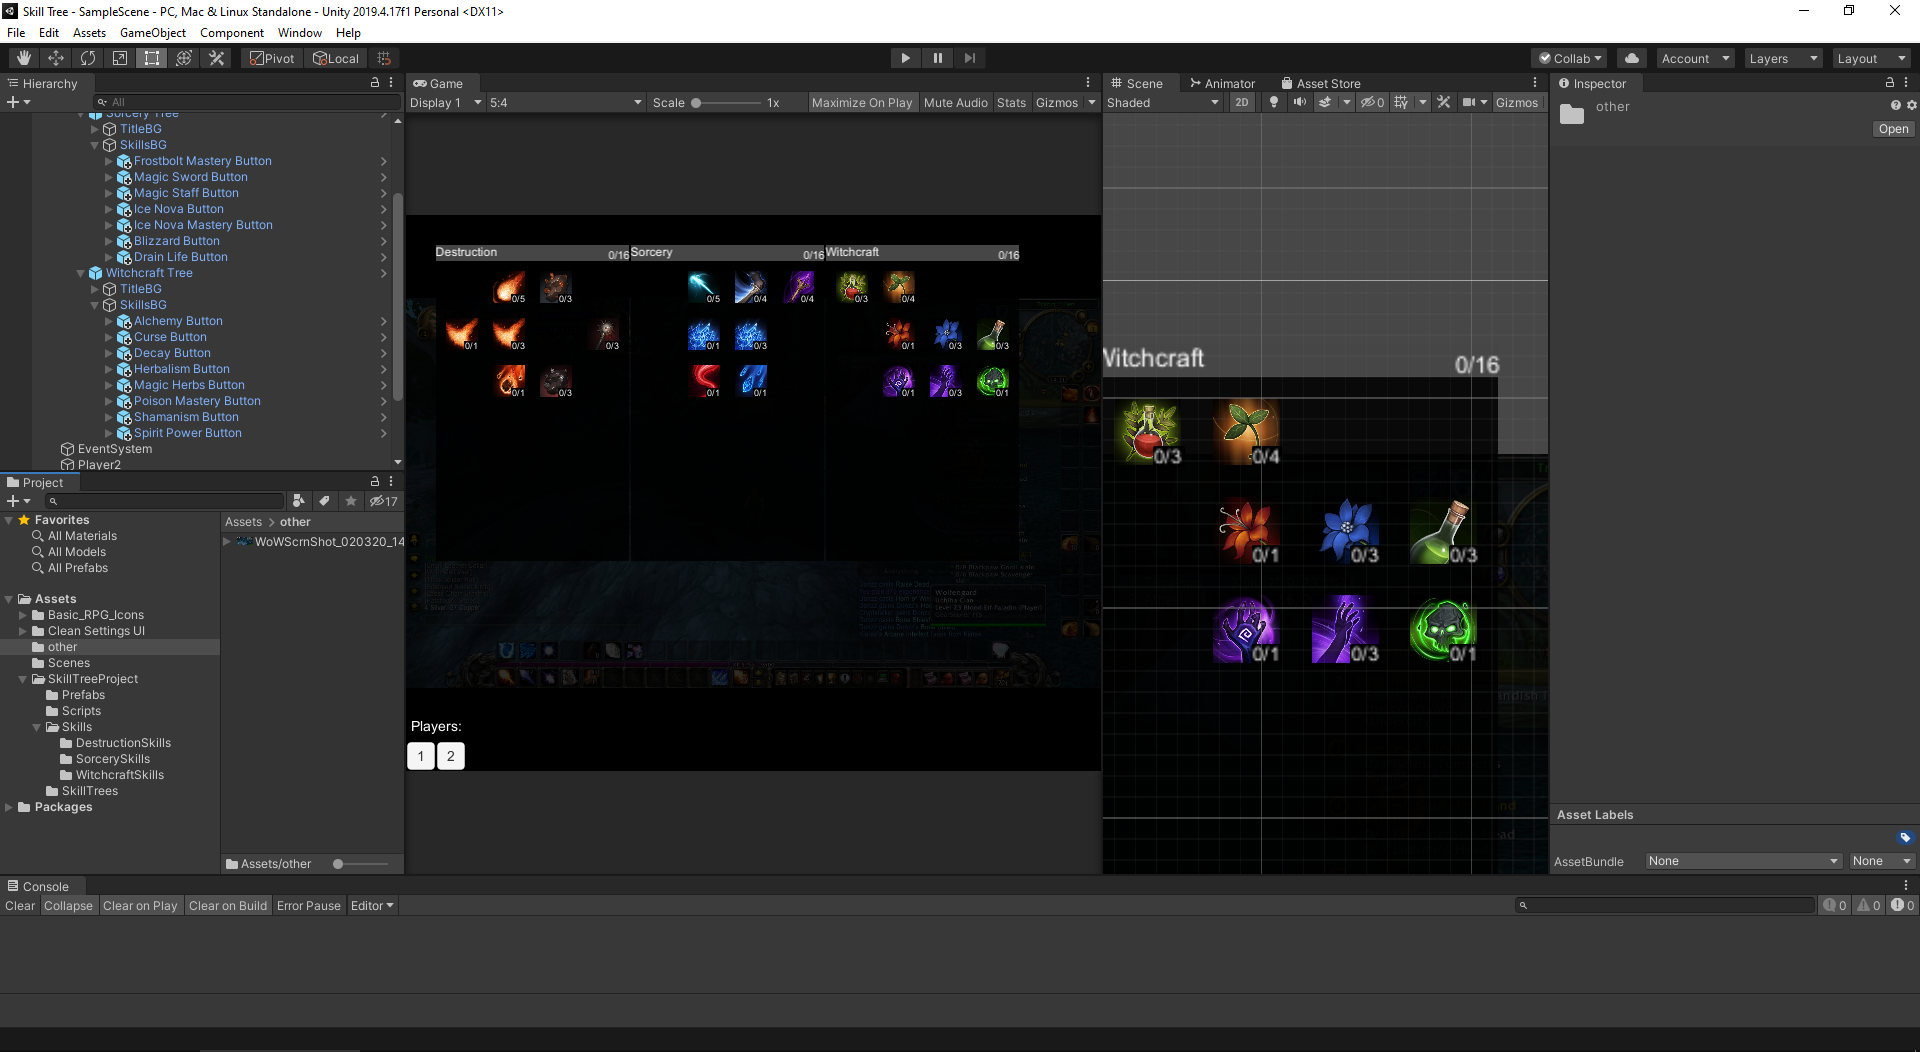 Skill Tree - SampleScene - PC, Mac & Linux Standalone - Unity 2019.4.17f1 Personal <DX11>
File Edit Assets GameObject Component Window Help
Pivot Local Collab Account Layers Layout
Hierarchy
All
Sorcery Tree
TitleBG
SkillsBG
Frostbolt Mastery Button
Magic Sword Button
Magic Staff Button
Ice Nova Button
Ice Nova Mastery Button
Blizzard Button
Drain Life Button
Witchcraft Tree
TitleBG
SkillsBG
Alchemy Button
Curse Button
Decay Button
Herbalism Button
Magic Herbs Button
Poison Mastery Button
Shamanism Button
Spirit Power Button
EventSystem
Player2
Game
Display 1 5:4 Scale 1x Maximize On Play Mute Audio Stats Gizmos
Destruction 0/16 Sorcery 0/16 Witchcraft 0/16
0/5 0/3 0/5 0/4 0/4 0/3 0/4
0/1 0/3 0/3 0/1 0/3 0/1 0/3 0/3
0/1 0/3 0/1 0/1 0/1 0/3 0/1
Players:
1 2
Scene Animator Asset Store
Shaded 2D 0 Gizmos
Witchcraft 0/16
0/3 0/4
0/1 0/3 0/3
0/1 0/3 0/1
Inspector
other
Open
Asset Labels
AssetBundle None None
Project
17
Favorites
All Materials
All Models
All Prefabs
Assets
Basic_RPG_Icons
Clean Settings UI
other
Scenes
SkillTreeProject
Prefabs
Scripts
Skills
DestructionSkills
SorcerySkills
WitchcraftSkills
SkillTrees
Packages
Assets > other
WoWScrnShot_020320_14
Assets/other
Console
Clear Collapse Clear on Play Clear on Build Error Pause Editor 0 0 0